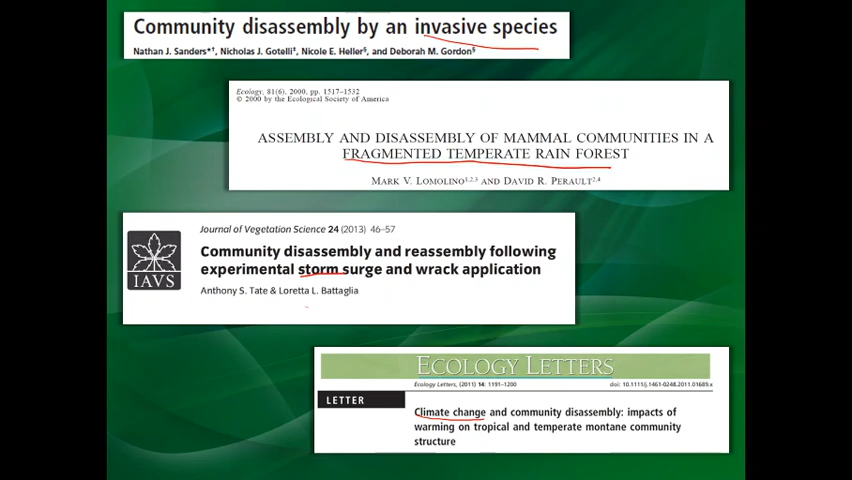 Community disassembly by an invasive species
Nathan J. Sanders*†, Nicholas J. Gotelli‡, Nicole E. Heller§, and Deborah M. Gordon§
Ecology, 81(6), 2000, pp. 1517–1532
© 2000 by the Ecological Society of America
ASSEMBLY AND DISASSEMBLY OF MAMMAL COMMUNITIES IN A
FRAGMENTED TEMPERATE RAIN FOREST
MARK V. LOMOLINO1,2,3 AND DAVID R. PERAULT2,4
Journal of Vegetation Science 24 (2013) 46–57
Community disassembly and reassembly following
experimental storm surge and wrack application
IAVS
Anthony S. Tate & Loretta L. Battaglia
ECOLOGY LETTERS
Ecology Letters, (2011) 14: 1191–1200 doi: 10.1111/j.1461-0248.2011.01689.x
LETTER
Climate change and community disassembly: impacts of
warming on tropical and temperate montane community
structure